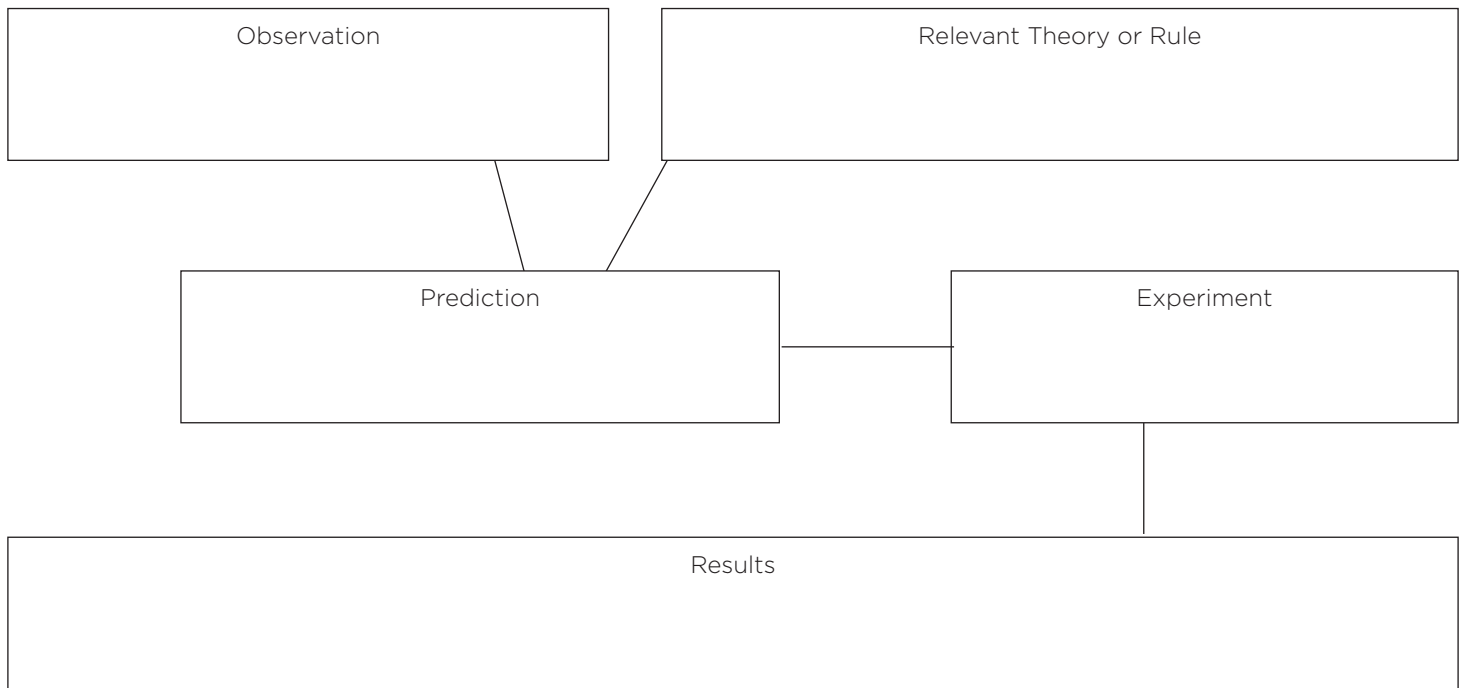 Observation
Relevant Theory or Rule
Prediction
Experiment
Results